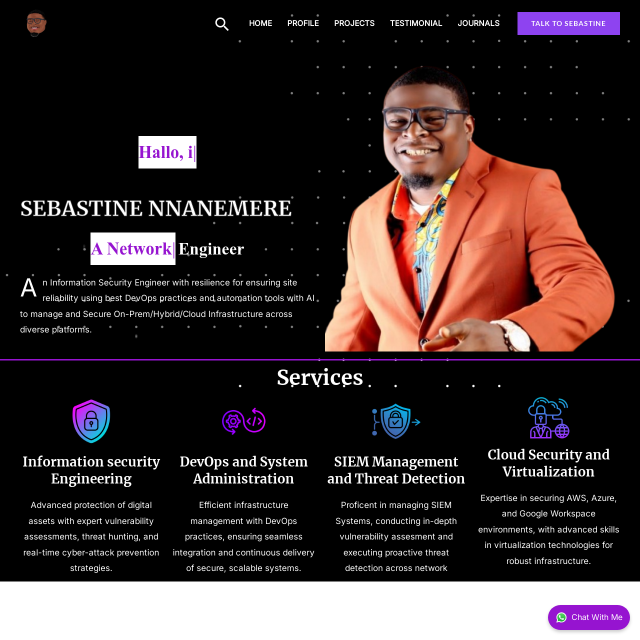 HOME PROFILE PROJECTS TESTIMONIAL JOURNALS TALK TO SEBASTINE
Hallo, i|
SEBASTINE NNANEMERE
A Network| Engineer
An Information Security Engineer with resilience for ensuring site
reliability using best DevOps practices and automation tools with AI
to manage and Secure On-Prem/Hybrid/Cloud Infrastructure across
diverse platforms.
Services
Information security
Engineering
Advanced protection of digital
assets with expert vulnerability
assessments, threat hunting, and
real-time cyber-attack prevention
strategies.
DevOps and System
Administration
Efficient infrastructure
management with DevOps
practices, ensuring seamless
integration and continuous delivery
of secure, scalable systems.
SIEM Management
and Threat Detection
Proficent in managing SIEM
Systems, conducting in-depth
vulnerability assesment and
executing proactive threat
detection across network
Cloud Security and
Virtualization
Expertise in securing AWS, Azure,
and Google Workspace
environments, with advanced skills
in virtualization technologies for
robust infrastructure.
Chat With Me